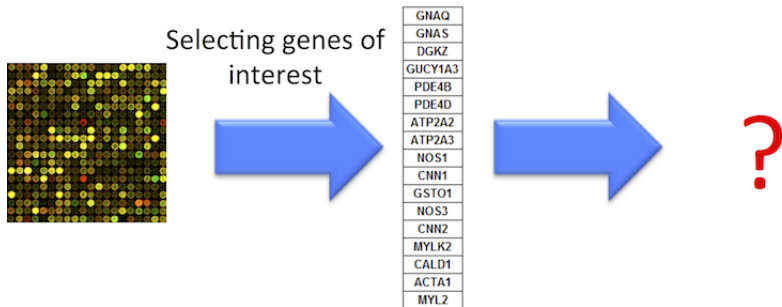 Selecting genes of
interest
GNAQ
GNAS
DGKZ
GUCY1A3
PDE4B
PDE4D
ATP2A2
ATP2A3
NOS1
CNN1
GSTO1
NOS3
CNN2
MYLK2
CALD1
ACTA1
MYL2
?